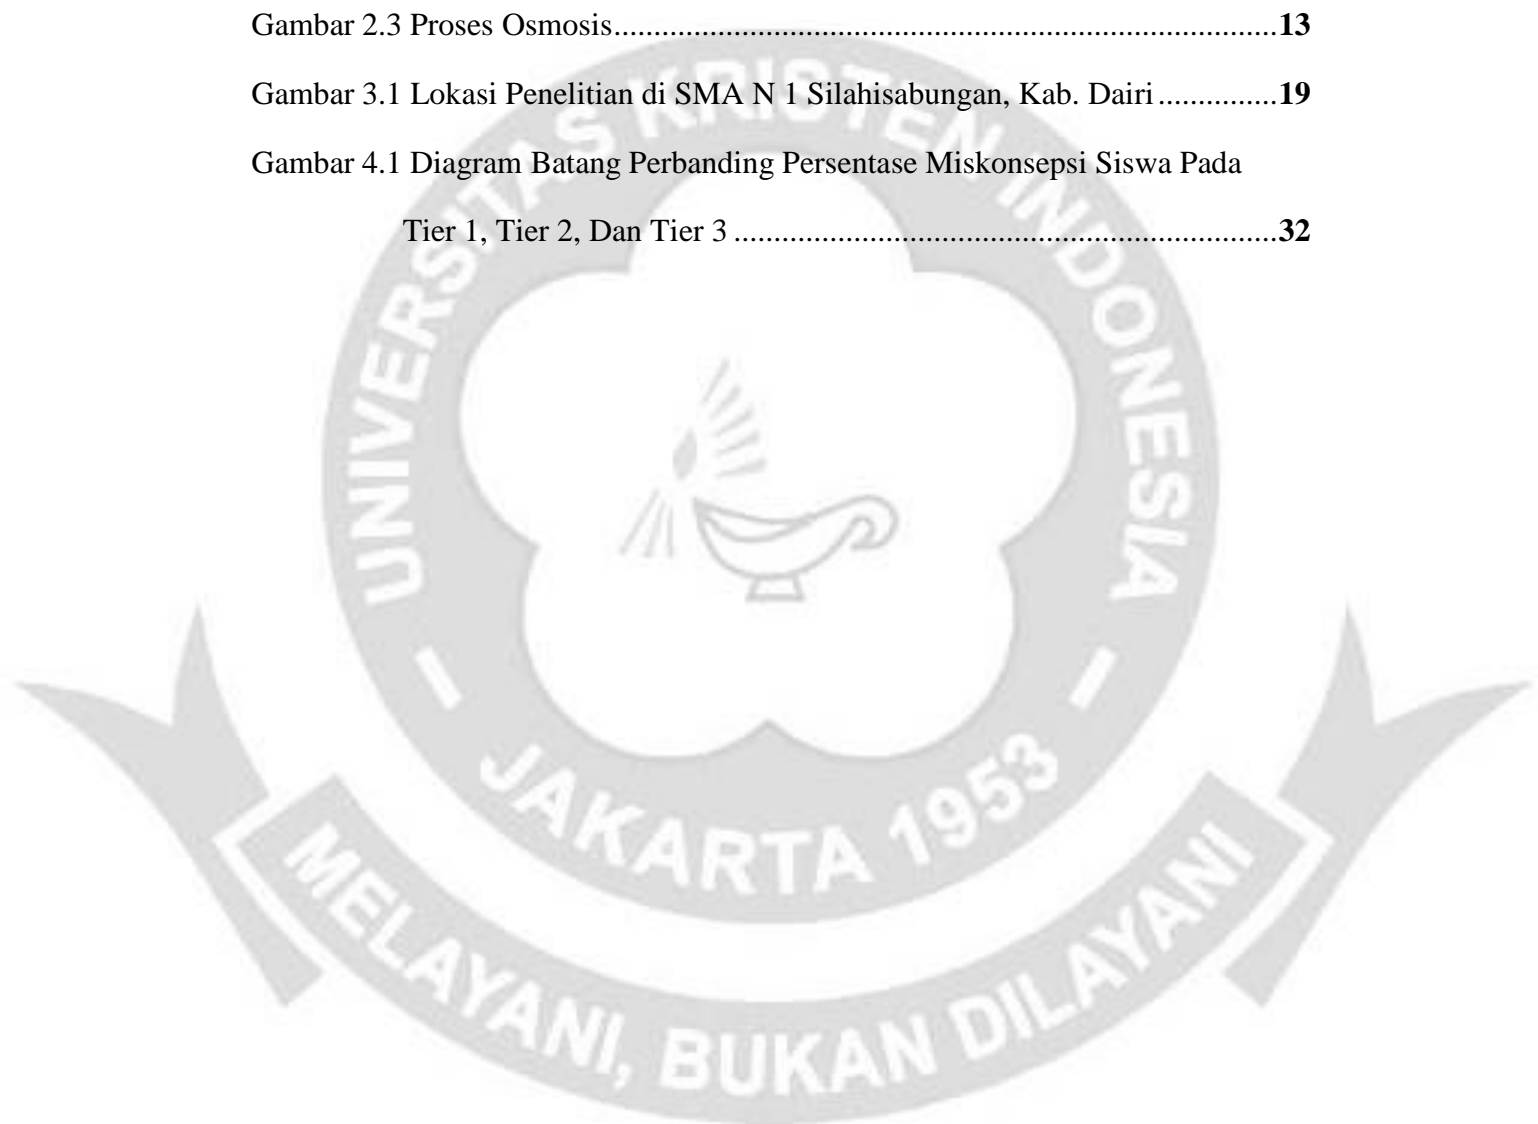 Gambar 2.3 Proses Osmosis....................................................................................13
Gambar 3.1 Lokasi Penelitian di SMA N 1 Silahisabungan, Kab. Dairi...............19
Gambar 4.1 Diagram Batang Perbanding Persentase Miskonsepsi Siswa Pada
Tier 1, Tier 2, Dan Tier 3.....................................................................32
UNIVERSITAS KRISTEN INDONESIA
JAKARTA 1953
MELAYANI, BUKAN DILAYANI